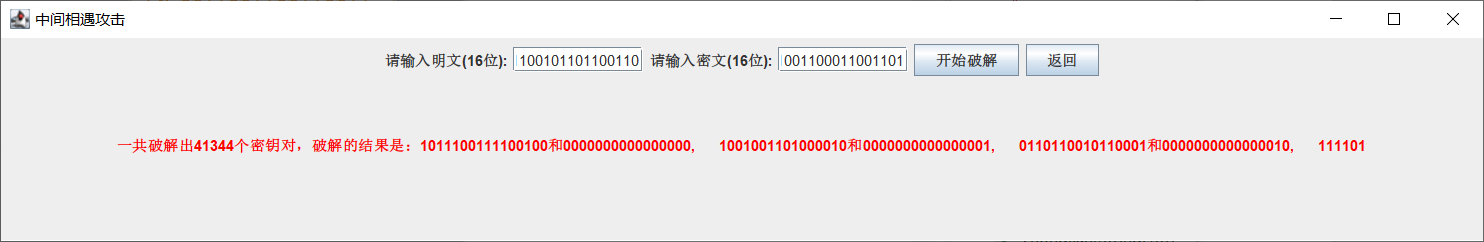 中间相遇攻击
请输入明文(16位): 100101101100110 请输入密文(16位): 001100011001101 开始破解 返回
一共破解出41344个密钥对，破解的结果是：1011100111100100和0000000000000000, 1001001101000010和0000000000000001, 0110110010110001和0000000000000010, 111101